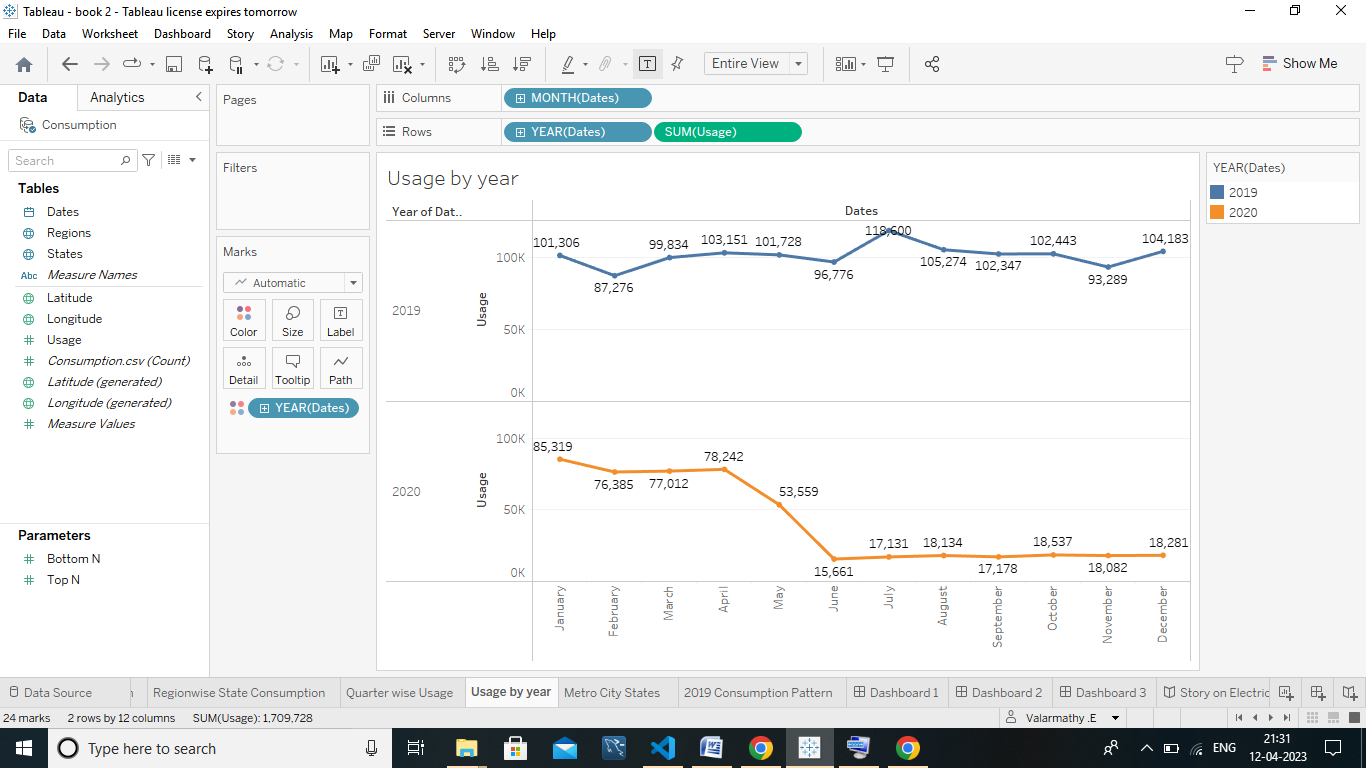 Tableau - book 2 - Tableau license expires tomorrow
File Data Worksheet Dashboard Story Analysis Map Format Server Window Help
Entire View
Show Me
Data Analytics
Consumption
Search
Tables
Dates
Regions
States
Abc Measure Names
Latitude
Longitude
Usage
Consumption.csv (Count)
Latitude (generated)
Longitude (generated)
Measure Values
Parameters
Bottom N
Top N
Pages
Filters
Marks
Automatic
Color Size Label
Detail Tooltip Path
YEAR(Dates)
Columns MONTH(Dates)
Rows YEAR(Dates) SUM(Usage)
Usage by year
Year of Dat.. Dates
2019
Usage
100K
50K
0K
101,306 87,276 99,834 103,151 101,728 96,776 118,600 105,274 102,347 102,443 93,289 104,183
2020
Usage
100K
50K
0K
85,319 76,385 77,012 78,242 53,559 15,661 17,131 18,134 17,178 18,537 18,082 18,281
January February March April May June July August September October November December
YEAR(Dates)
2019
2020
Data Source Regionwise State Consumption Quarter wise Usage Usage by year Metro City States 2019 Consumption Pattern Dashboard 1 Dashboard 2 Dashboard 3 Story on Electric
24 marks 2 rows by 12 columns SUM(Usage): 1,709,728 Valarmathy .E
Type here to search
ENG
21:31
12-04-2023